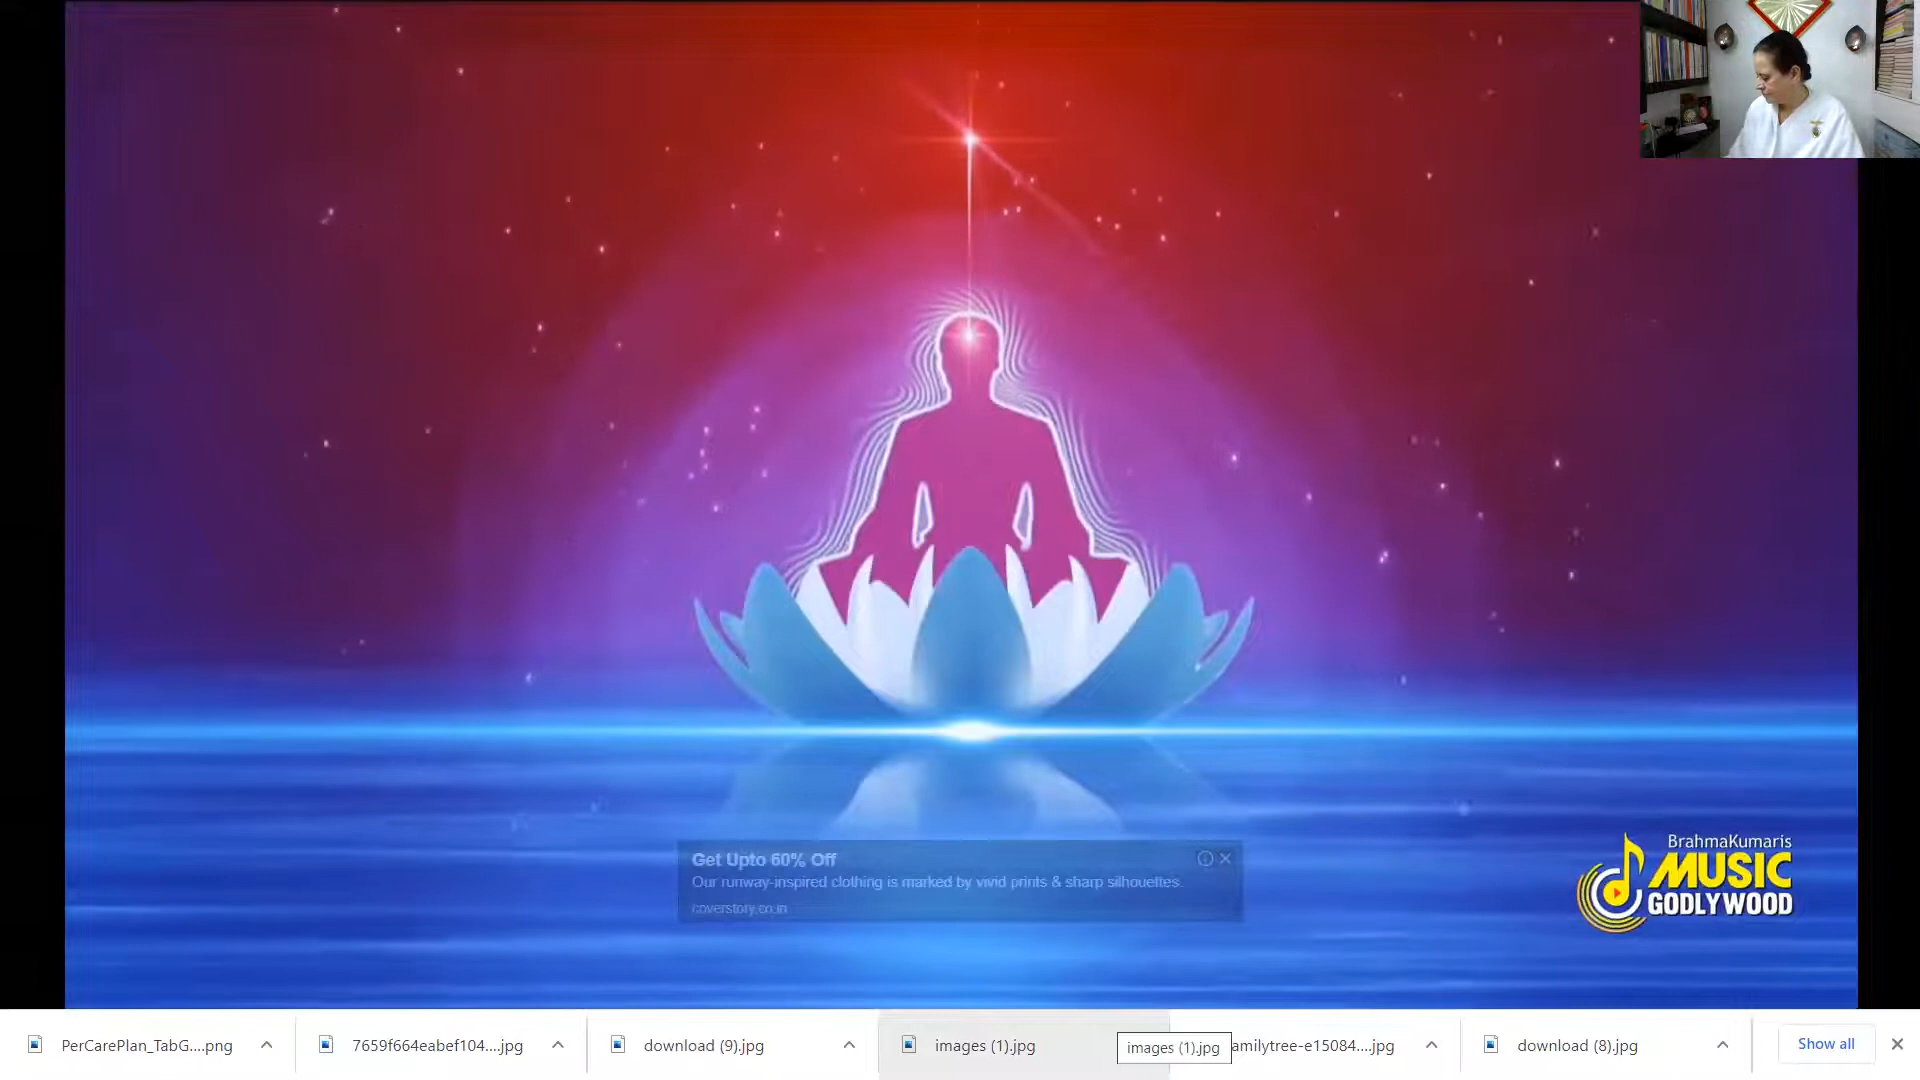 Get Upto 60% Off
Our runway-inspired clothing is marked by vivid prints & sharp silhouettes.
coverstory.co.in
BrahmaKumaris
MUSIC
GODLYWOOD
PerCarePlan_TabG....png
7659f664eabef104....jpg
download (9).jpg
images (1).jpg
images (1).jpg
amilytree-e15084....jpg
download (8).jpg
Show all